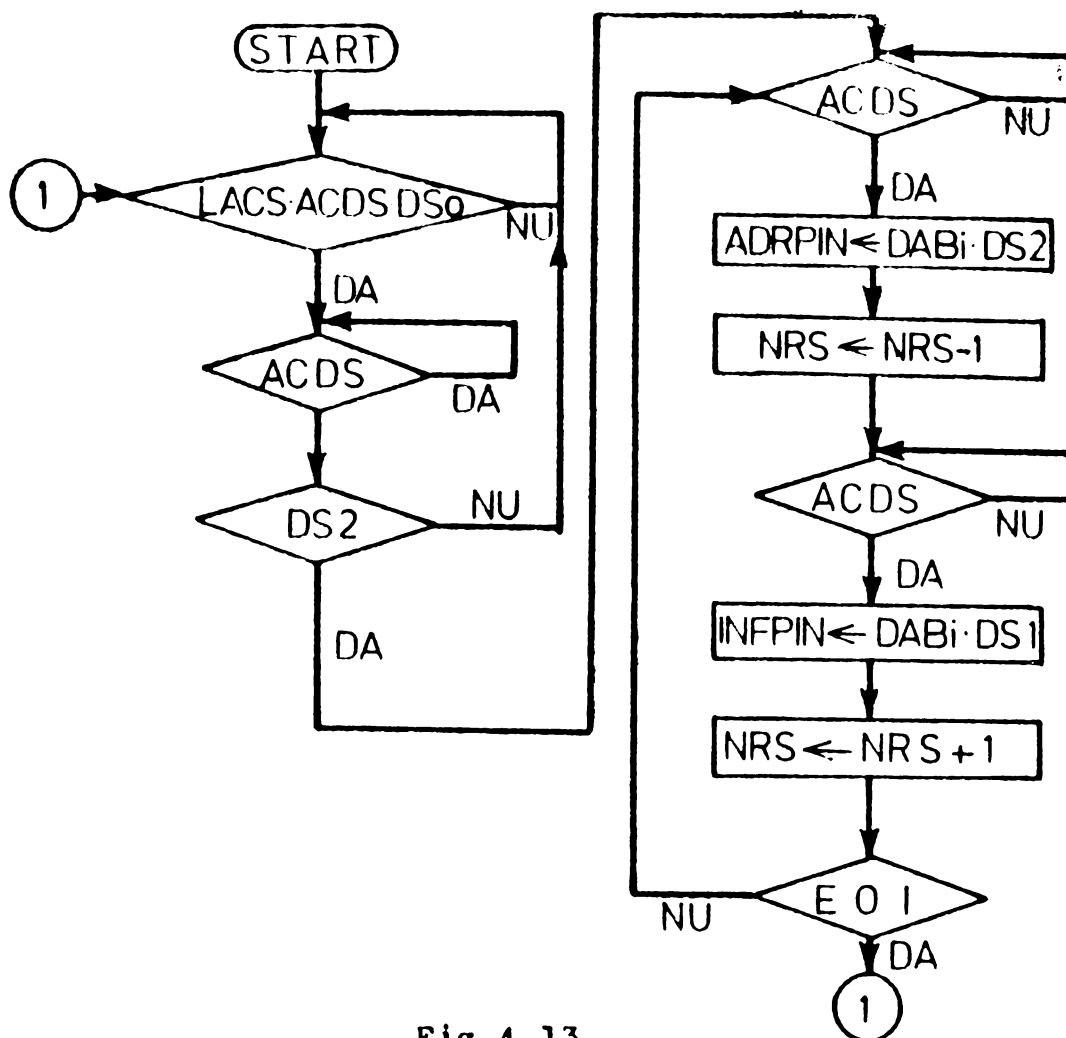 START
1
LACS·ACDS DSo
NU
DA
ACDS
DA
DS2
NU
DA
ACDS
NU
DA
ADRPIN ← DABi·DS2
NRS ← NRS-1
ACDS
NU
DA
INFPIN ← DABi·DS1
NRS ← NRS+1
E O I
NU
DA
1
Fig 4.13